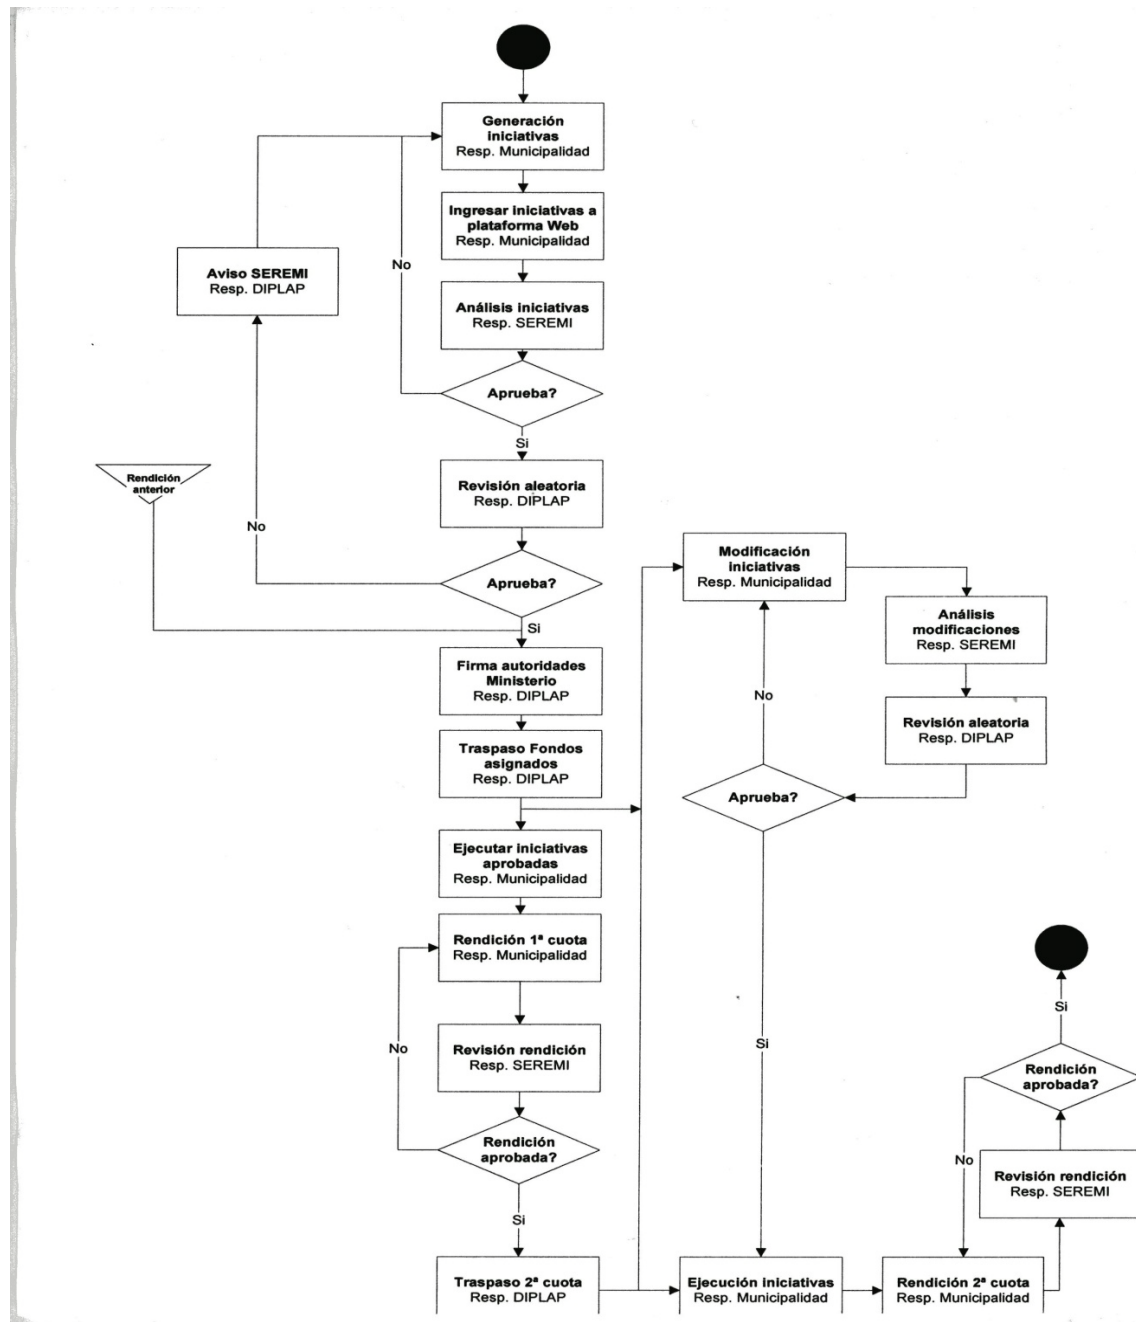 Generación
iniciativas
Resp. Municipalidad
Ingresar iniciativas a
plataforma Web
Resp. Municipalidad
No
Aviso SEREMI
Resp. DIPLAP
Análisis iniciativas
Resp. SEREMI
Aprueba?
Si
Rendición
anterior
Revisión aleatoria
Resp. DIPLAP
No
Aprueba?
Si
Firma autoridades
Ministerio
Resp. DIPLAP
Traspaso Fondos
asignados
Resp. DIPLAP
Ejecutar iniciativas
aprobadas
Resp. Municipalidad
Rendición 1ª cuota
Resp. Municipalidad
No
Revisión rendición
Resp. SEREMI
Rendición
aprobada?
Si
Traspaso 2ª cuota
Resp. DIPLAP
Modificación
iniciativas
Resp. Municipalidad
Análisis
modificaciones
Resp. SEREMI
Revisión aleatoria
Resp. DIPLAP
No
Aprueba?
Si
Ejecución iniciativas
Resp. Municipalidad
Rendición 2ª cuota
Resp. Municipalidad
Revisión rendición
Resp. SEREMI
Rendición
aprobada?
No
Si